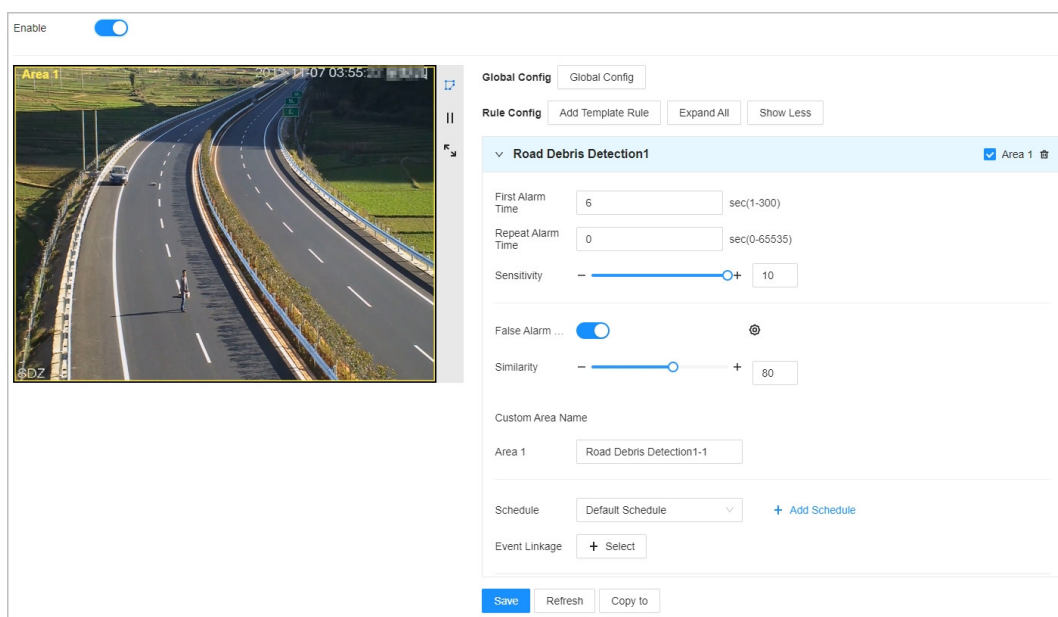 Enable
Area 1
03:55:
SDZ
Global Config Global Config
Rule Config Add Template Rule Expand All Show Less
Road Debris Detection1 Area 1
First Alarm
Time
6 sec(1-300)
Repeat Alarm
Time
0 sec(0-65535)
Sensitivity − + 10
False Alarm ...
Similarity − + 80
Custom Area Name
Area 1 Road Debris Detection1-1
Schedule Default Schedule + Add Schedule
Event Linkage + Select
Save Refresh Copy to